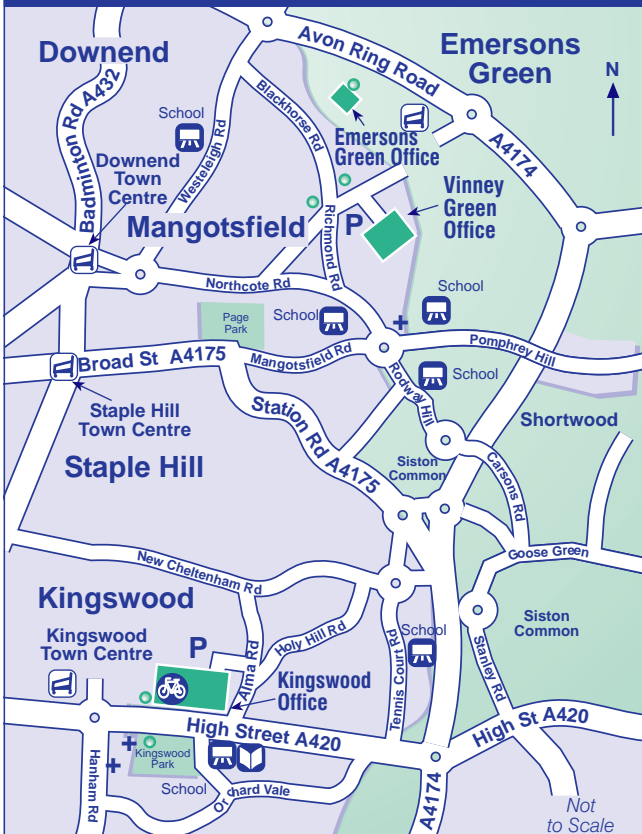 Downend
Avon Ring Road
Emersons
Green
N
Badminton Rd A432
School
Westeleigh Rd
Blackhorse Rd
Emersons
Green Office
A4174
Downend
Town
Centre
Vinney
Green
Office
Mangotsfield
P
Richmond Rd
Northcote Rd
School
Page
Park
School
Pomphrey Hill
Broad St A4175
Mangotsfield Rd
Rodway Hill
School
Staple Hill
Town Centre
Station Rd A4175
Shortwood
Staple Hill
Siston
Common
Carsons Rd
New Cheltenham Rd
Goose Green
Kingswood
Siston
Common
Kingswood
Town Centre
P
Holy Hill Rd
School
Alma Rd
Tennis Court Rd
Stanley Rd
Kingswood
Office
High Street A420
High St A420
Kingswood
Park
Hanham Rd
School
Orchard Vale
A4174
Not
to Scale